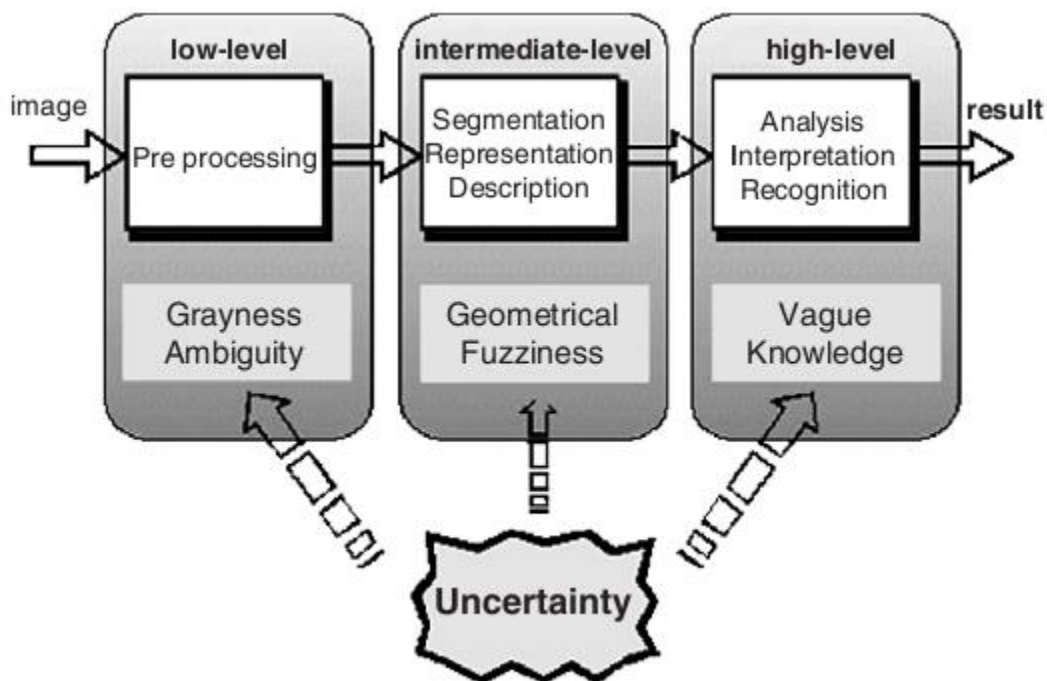 low-level
intermediate-level
high-level
image
Pre processing
Segmentation
Representation
Description
Analysis
Interpretation
Recognition
result
Grayness
Ambiguity
Geometrical
Fuzziness
Vague
Knowledge
Uncertainty